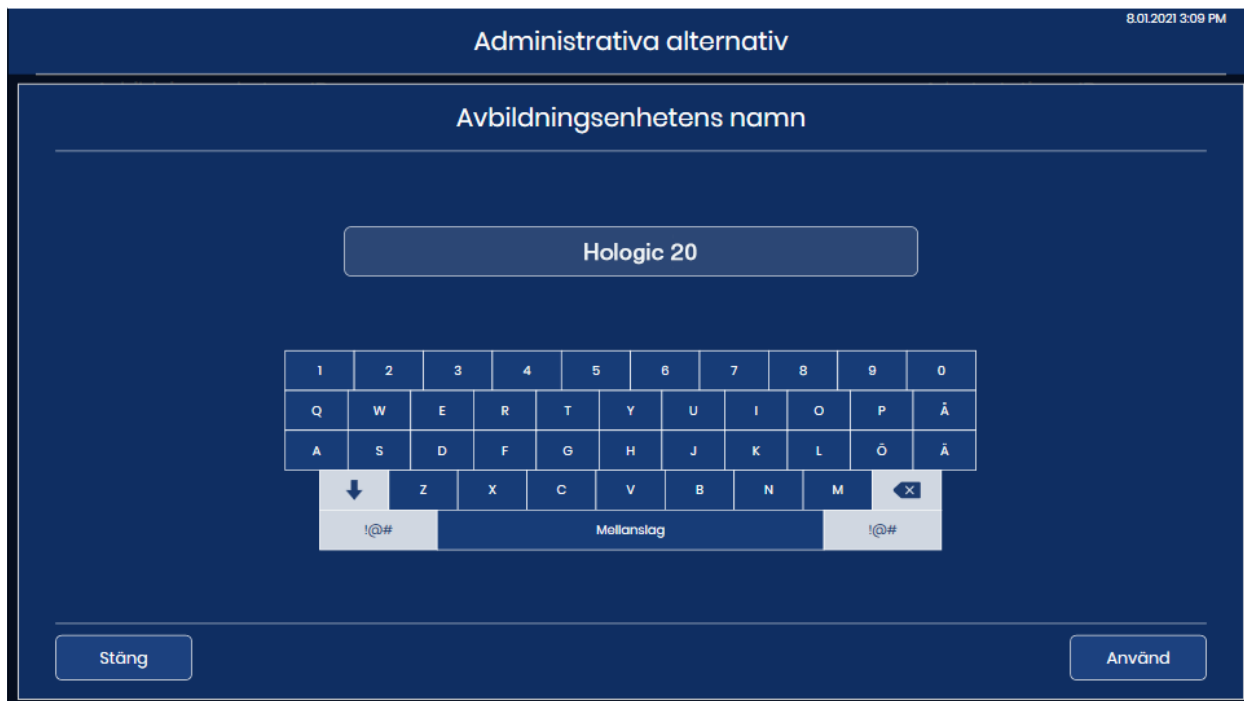 8.01.2021 3:09 PM
Administrativa alternativ
Avbildningsenhetens namn
Hologic 20
1 2 3 4 5 6 7 8 9 0
Q W E R T Y U I O P Å
A S D F G H J K L Ö Ä
Z X C V B N M
!@# Mellanslag !@#
Stäng Använd